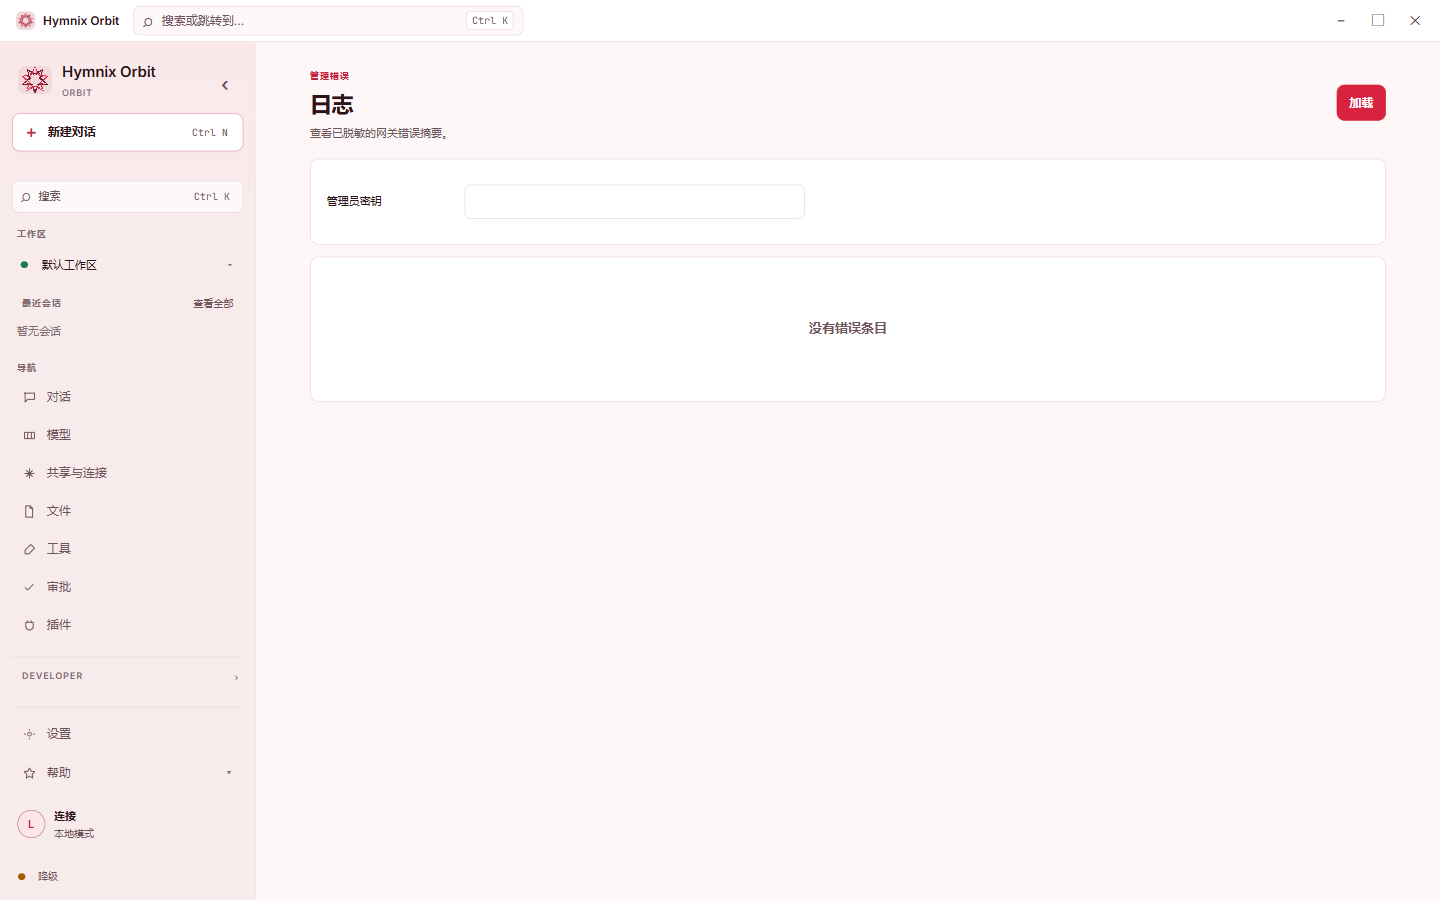 Hymnix Orbit
搜索或跳转到...
Ctrl K
Hymnix Orbit
ORBIT
新建对话
Ctrl N
搜索
Ctrl K
工作区
默认工作区
最近会话
查看全部
暂无会话
导航
对话
模型
共享与连接
文件
工具
审批
插件
DEVELOPER
设置
帮助
L
连接
本地模式
降级
管理错误
日志
查看已脱敏的网关错误摘要。
加载
管理员密钥
没有错误条目